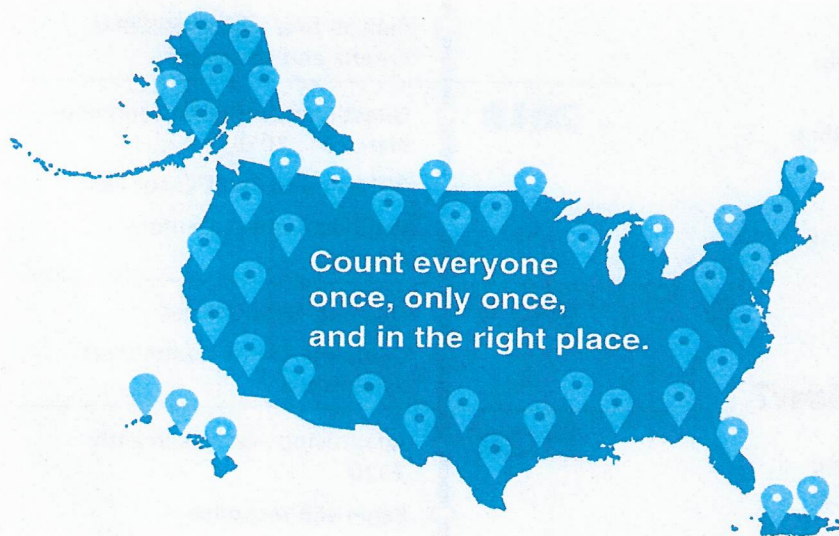 Count everyone
once, only once,
and in the right place.